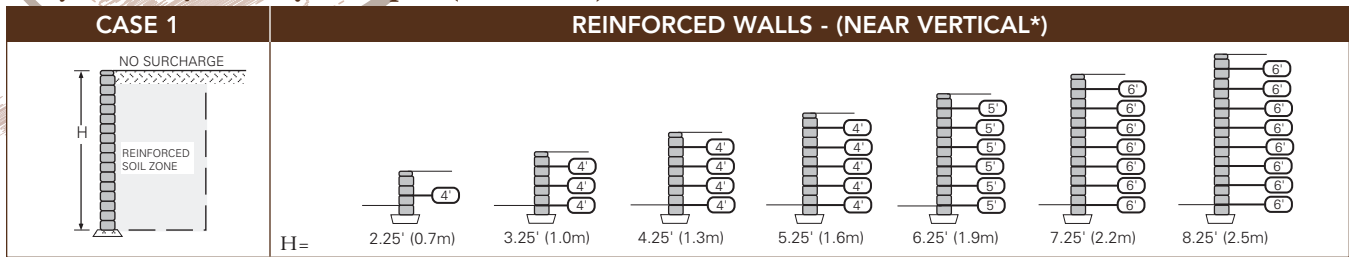 CASE 1
REINFORCED WALLS - (NEAR VERTICAL*)
NO SURCHARGE
H
REINFORCED
SOIL ZONE
6'
6' 6'
5' 6' 6'
4' 5' 6' 6'
4' 4' 5' 6' 6'
4' 4' 4' 5' 6' 6'
4' 4' 4' 5' 6' 6'
4'
4' 4' 4' 5' 6' 6'
H= 2.25' (0.7m) 3.25' (1.0m) 4.25' (1.3m) 5.25' (1.6m) 6.25' (1.9m) 7.25' (2.2m) 8.25' (2.5m)